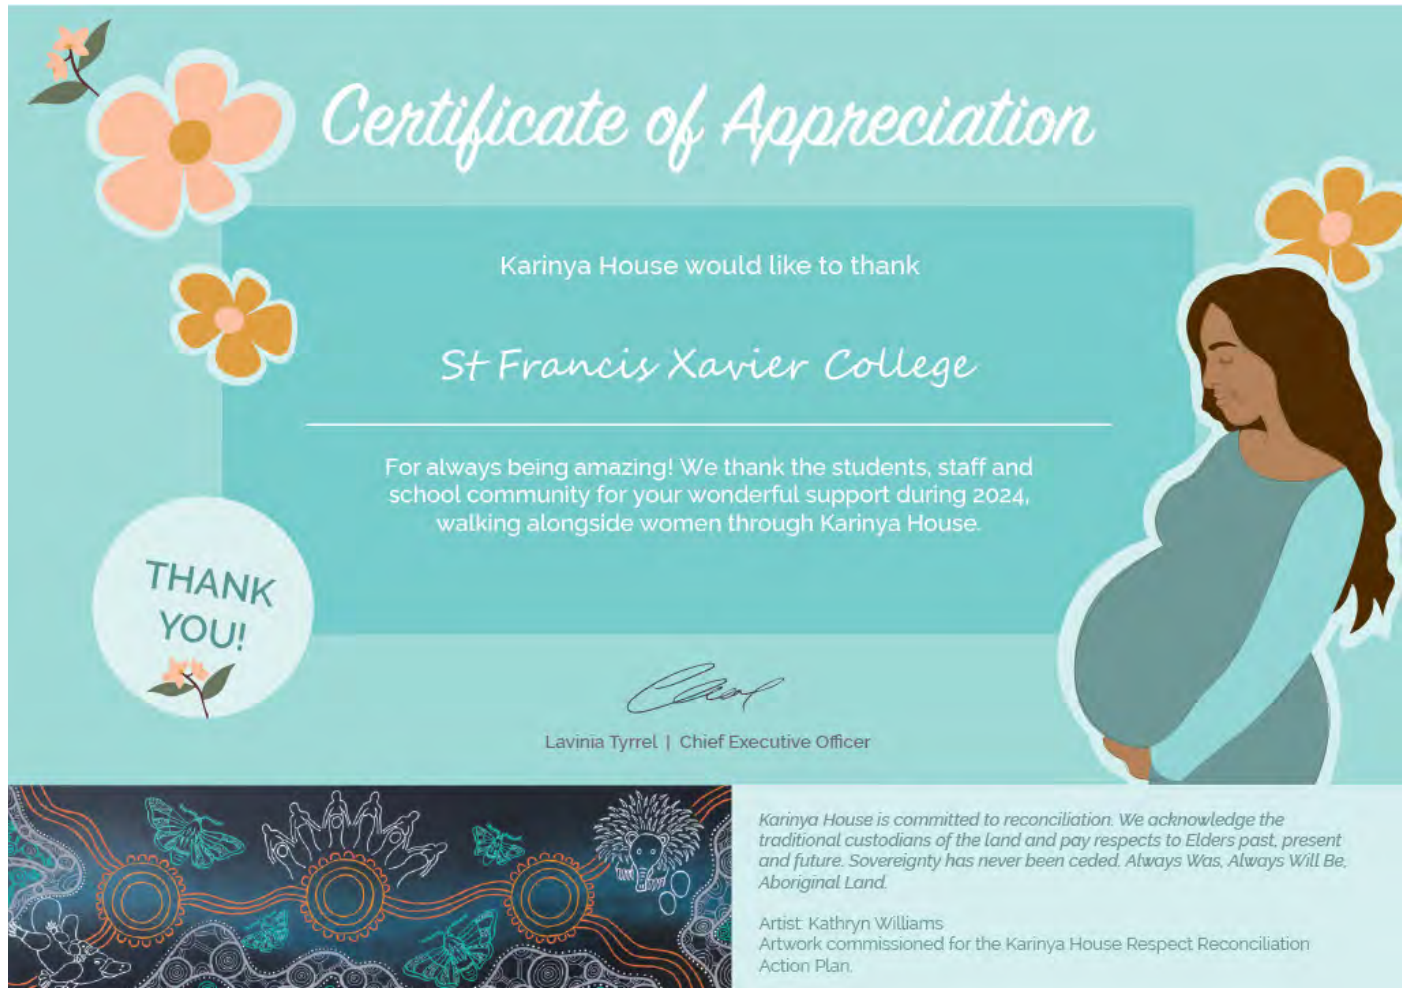 Certificate of Appreciation
Karinya House would like to thank
St Francis Xavier College
For always being amazing! We thank the students, staff and
school community for your wonderful support during 2024,
walking alongside women through Karinya House.
THANK
YOU!
Lavinia Tyrrel | Chief Executive Officer
Karinya House is committed to reconciliation. We acknowledge the
traditional custodians of the land and pay respects to Elders past, present
and future. Sovereignty has never been ceded. Always Was, Always Will Be,
Aboriginal Land.
Artist: Kathryn Williams
Artwork commissioned for the Karinya House Respect Reconciliation
Action Plan.